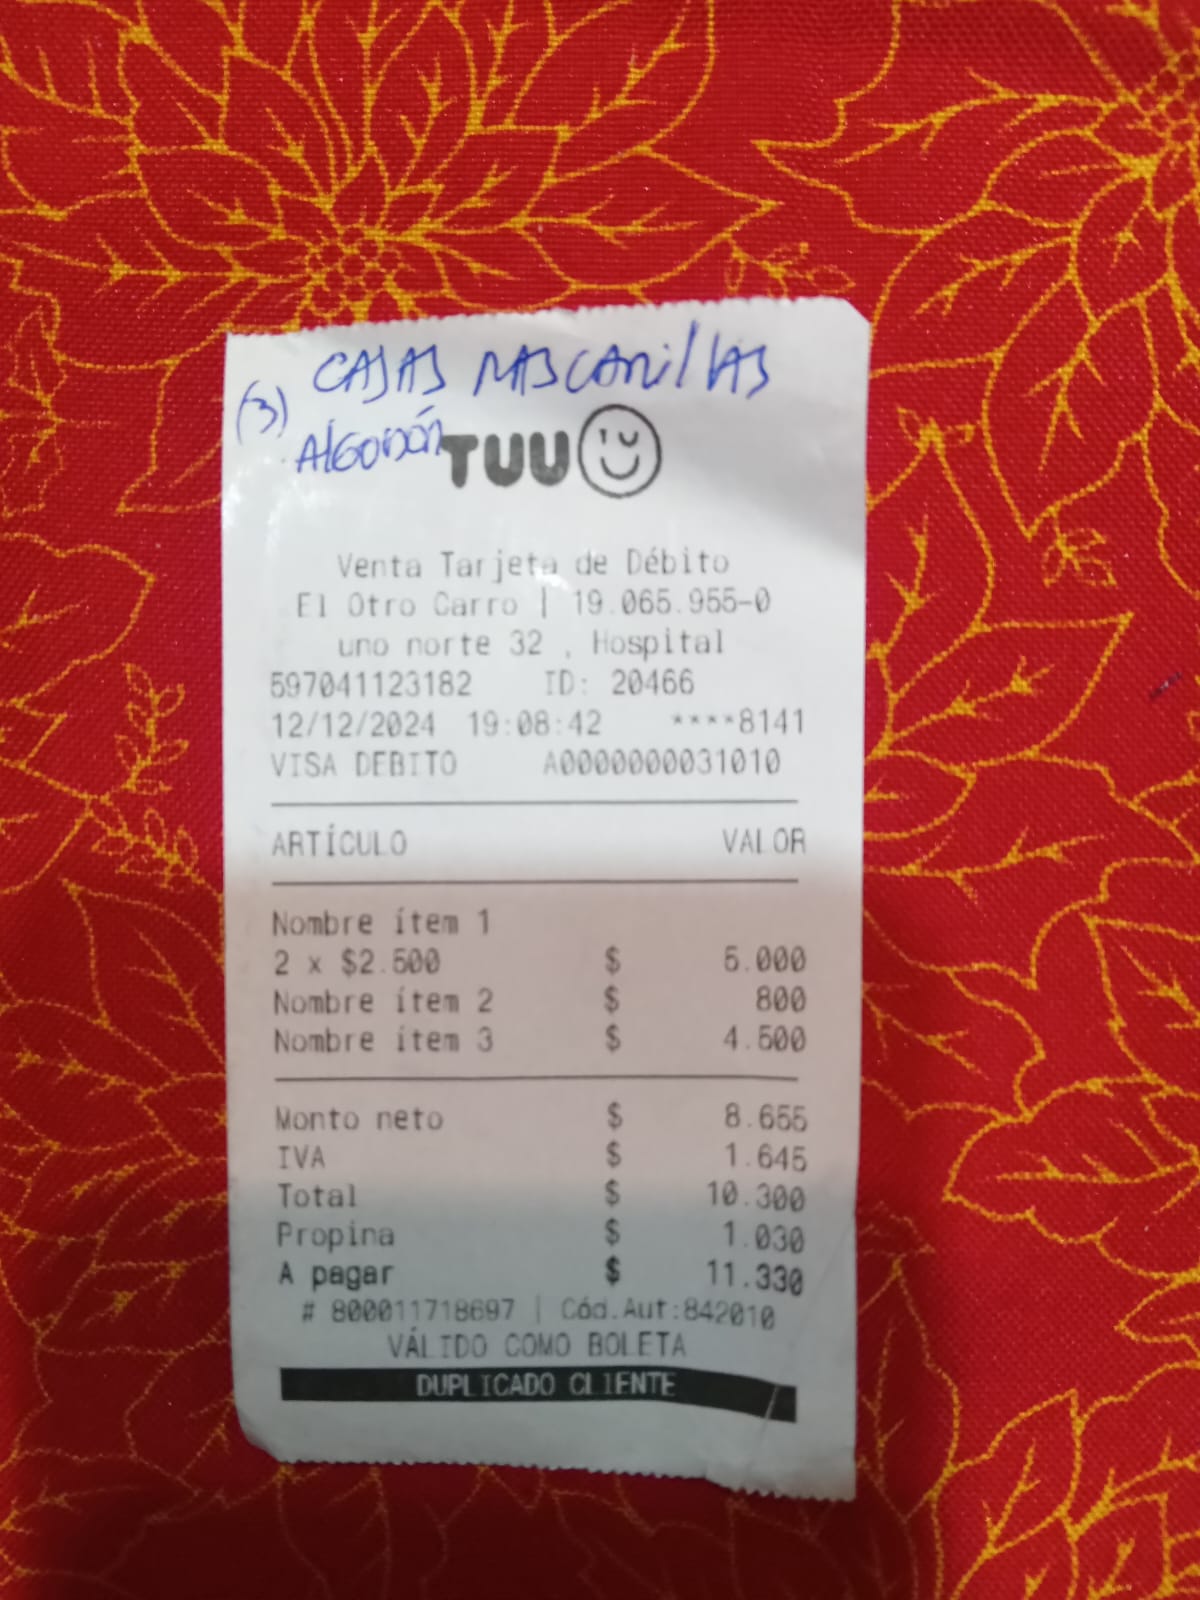 CAJAS MASCARILLAS
(3)
ALGODÓN
TUU
Venta Tarjeta de Débito
El Otro Carro | 19.065.955-0
uno norte 32 , Hospital
597041123182 ID: 20466
12/12/2024 19:08:42 ****8141
VISA DEBITO A0000000031010
ARTÍCULO VALOR
Nombre ítem 1
2 x $2.500 $ 5.000
Nombre ítem 2 $ 800
Nombre ítem 3 $ 4.500
Monto neto $ 8.655
IVA $ 1.645
Total $ 10.300
Propina $ 1.030
A pagar $ 11.330
# 800011718697 | Cód.Aut:842010
VÁLIDO COMO BOLETA
DUPLICADO CLIENTE